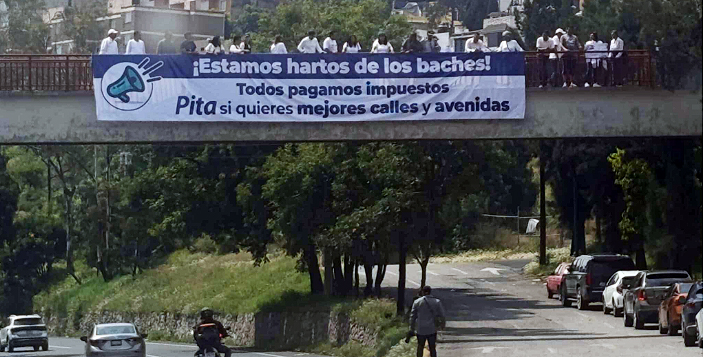 ¡Estamos hartos de los baches!
Todos pagamos impuestos
Pita si quieres mejores calles y avenidas